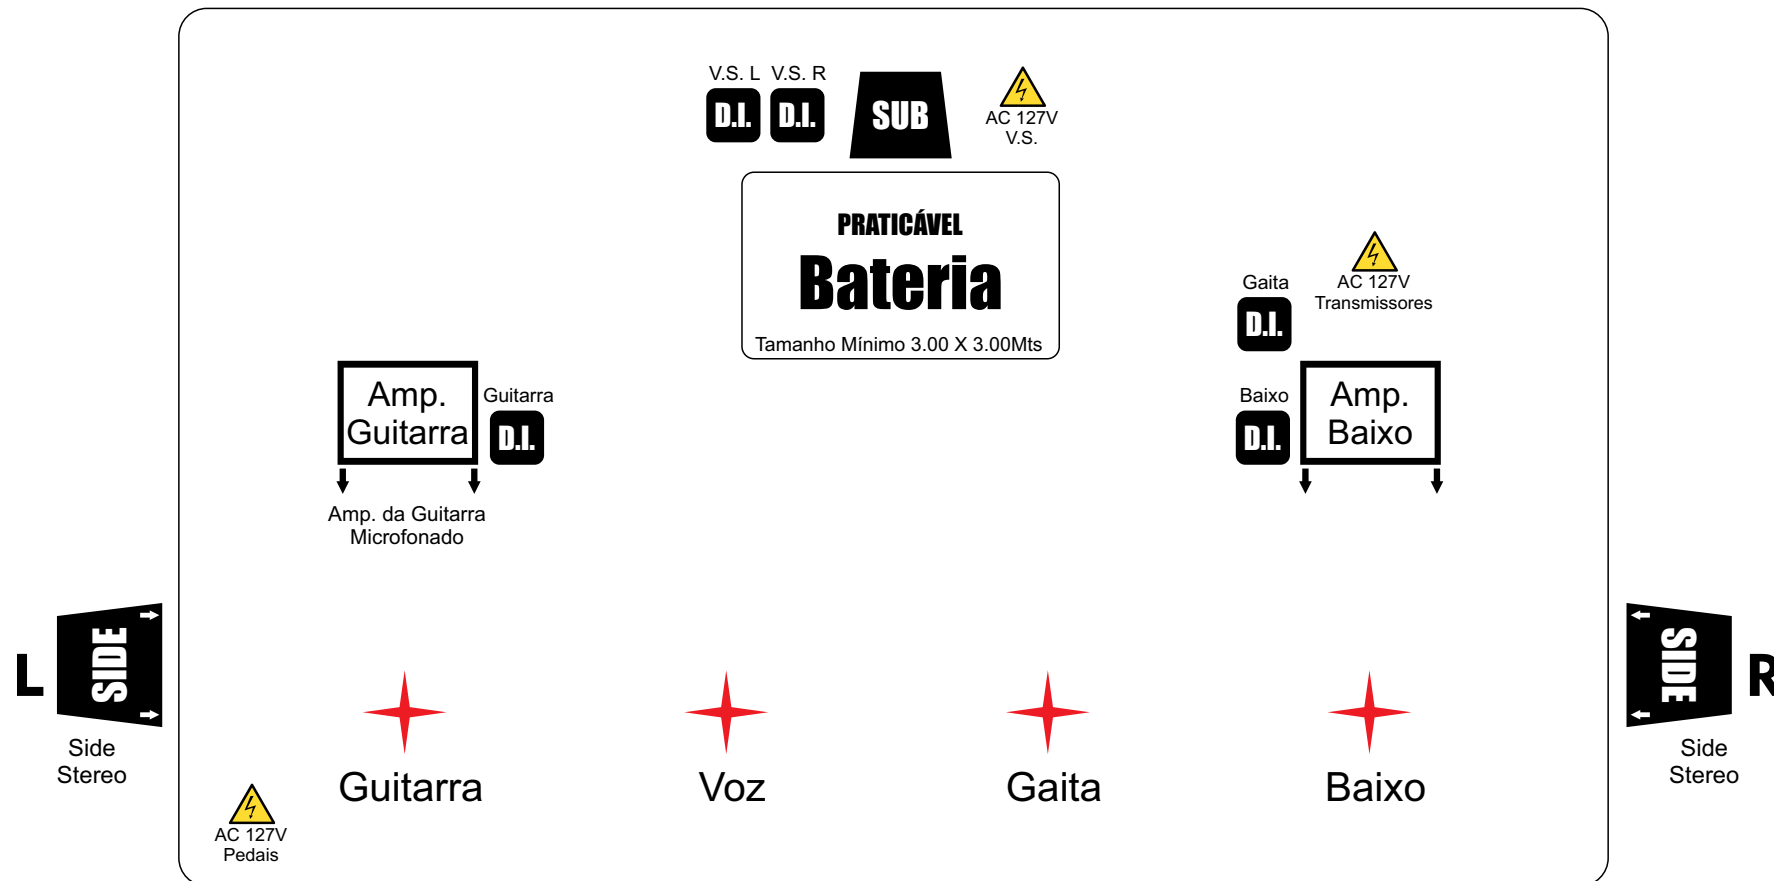 V.S. L V.S. R
D.I. D.I.
SUB
AC 127V
V.S.
PRATICÁVEL
Bateria
Tamanho Mínimo 3.00 X 3.00Mts
Gaita
D.I.
AC 127V
Transmissores
Amp.
Guitarra
Guitarra
D.I.
Baixo
D.I.
Amp.
Baixo
Amp. da Guitarra
Microfonado
L
SIDE
Side
Stereo
SIDE
R
Side
Stereo
Guitarra
Voz
Gaita
Baixo
AC 127V
Pedais